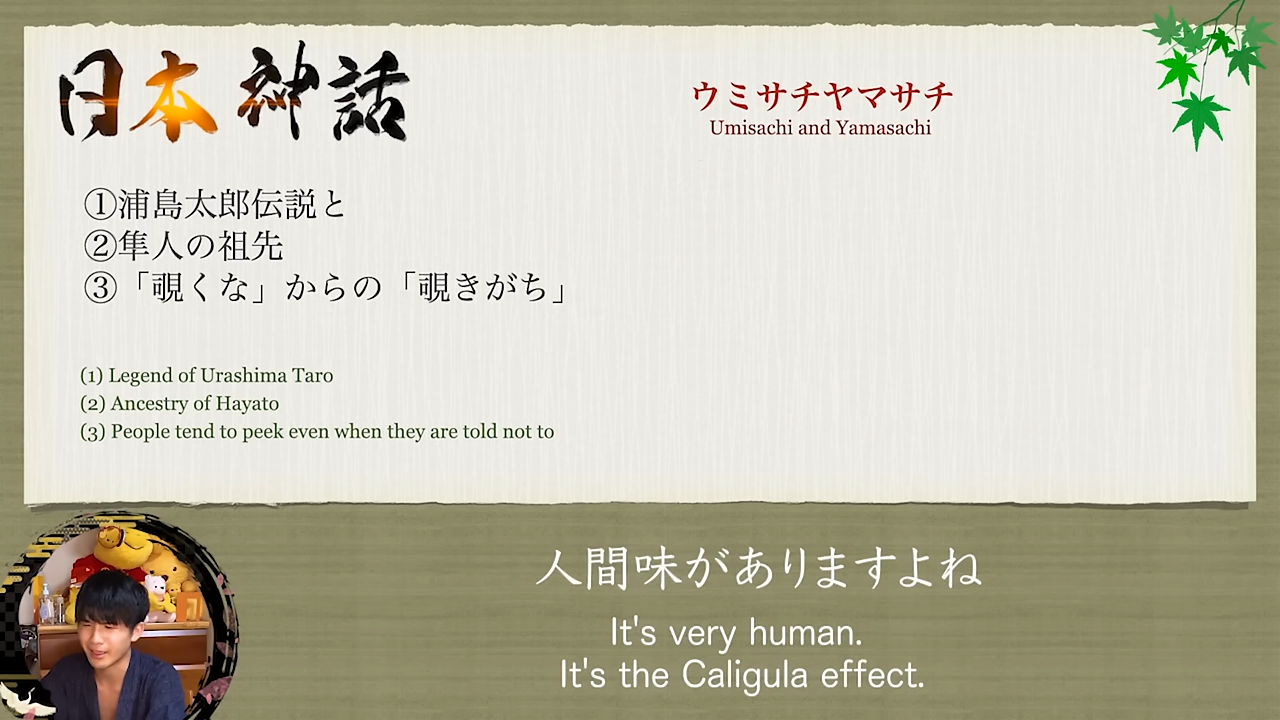 日本神話
ウミサチヤマサチ
Umisachi and Yamasachi
①浦島太郎伝説と
②隼人の祖先
③「覗くな」からの「覗きがち」
(1) Legend of Urashima Taro
(2) Ancestry of Hayato
(3) People tend to peek even when they are told not to
人間味がありますよね
It's very human.
It's the Caligula effect.